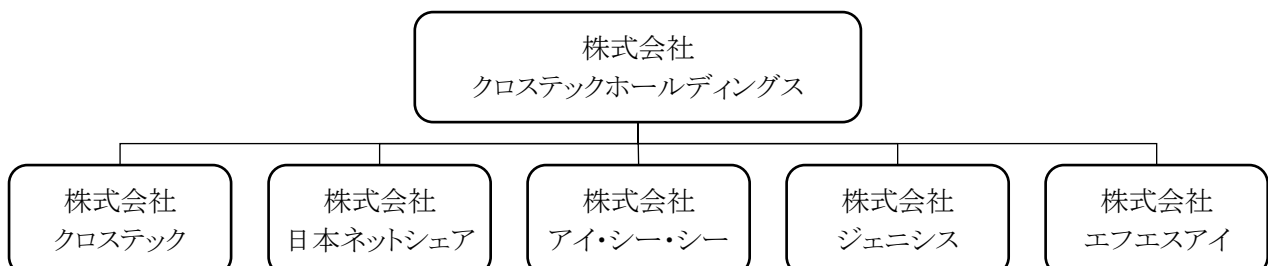 株式会社
クロステックホールディングス
株式会社
クロステック
株式会社
日本ネットシェア
株式会社
アイ・シー・シー
株式会社
ジェニシス
株式会社
エフエスアイ